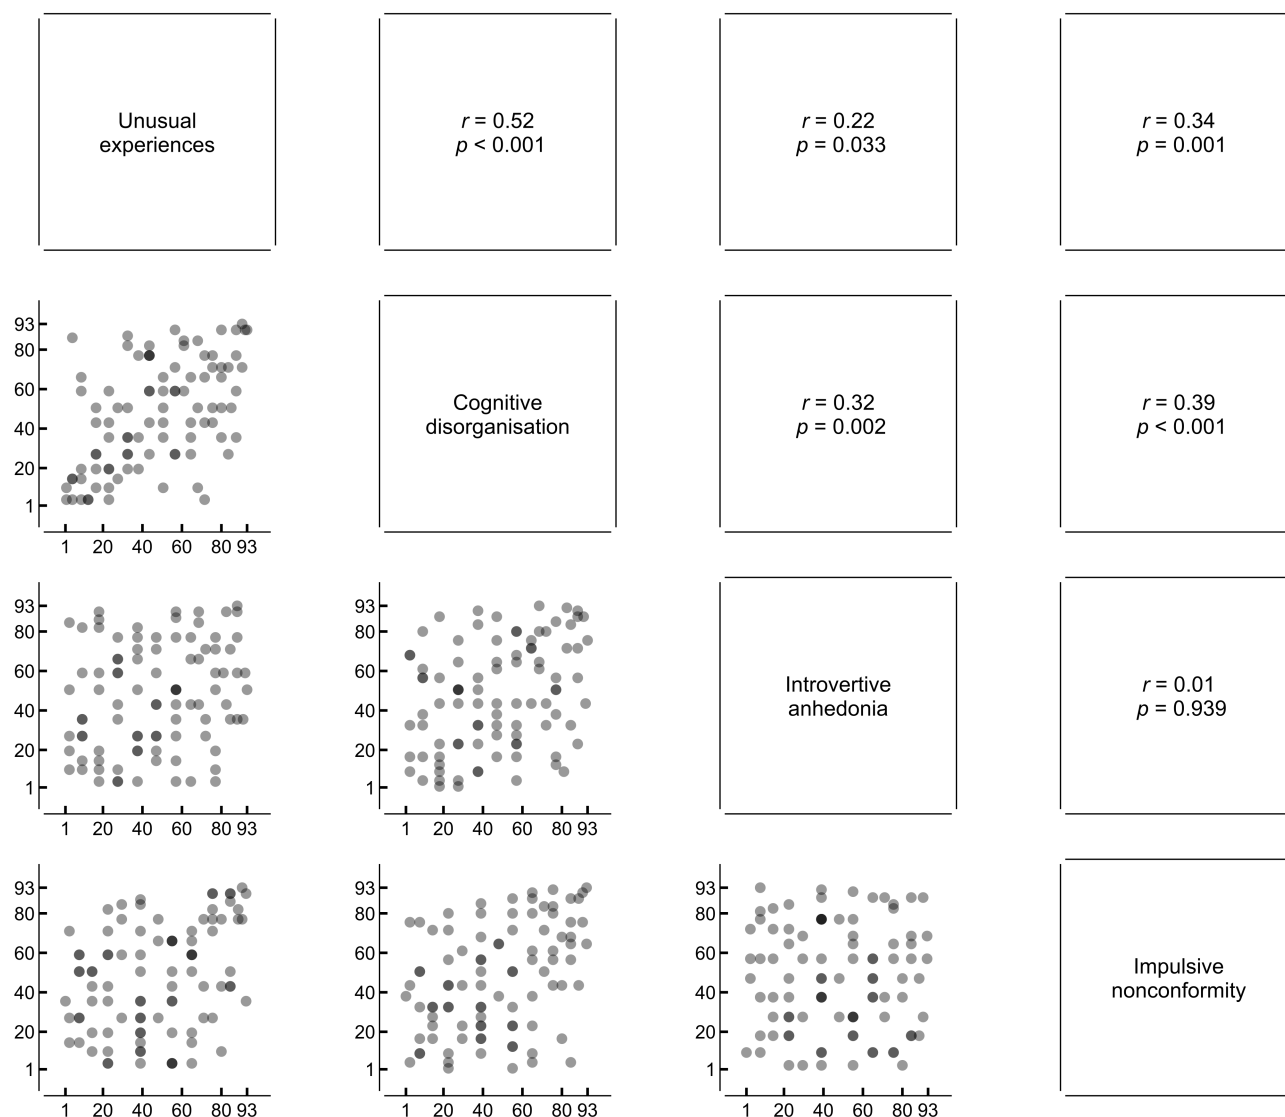 Unusual
experiences
r = 0.52
p < 0.001
r = 0.22
p = 0.033
r = 0.34
p = 0.001
93
80
60
40
20
1
1 20 40 60 80 93
Cognitive
disorganisation
r = 0.32
p = 0.002
r = 0.39
p < 0.001
93
80
60
40
20
1
1 20 40 60 80 93
93
80
60
40
20
1
1 20 40 60 80 93
Introvertive
anhedonia
r = 0.01
p = 0.939
93
80
60
40
20
1
1 20 40 60 80 93
93
80
60
40
20
1
1 20 40 60 80 93
93
80
60
40
20
1
1 20 40 60 80 93
Impulsive
nonconformity